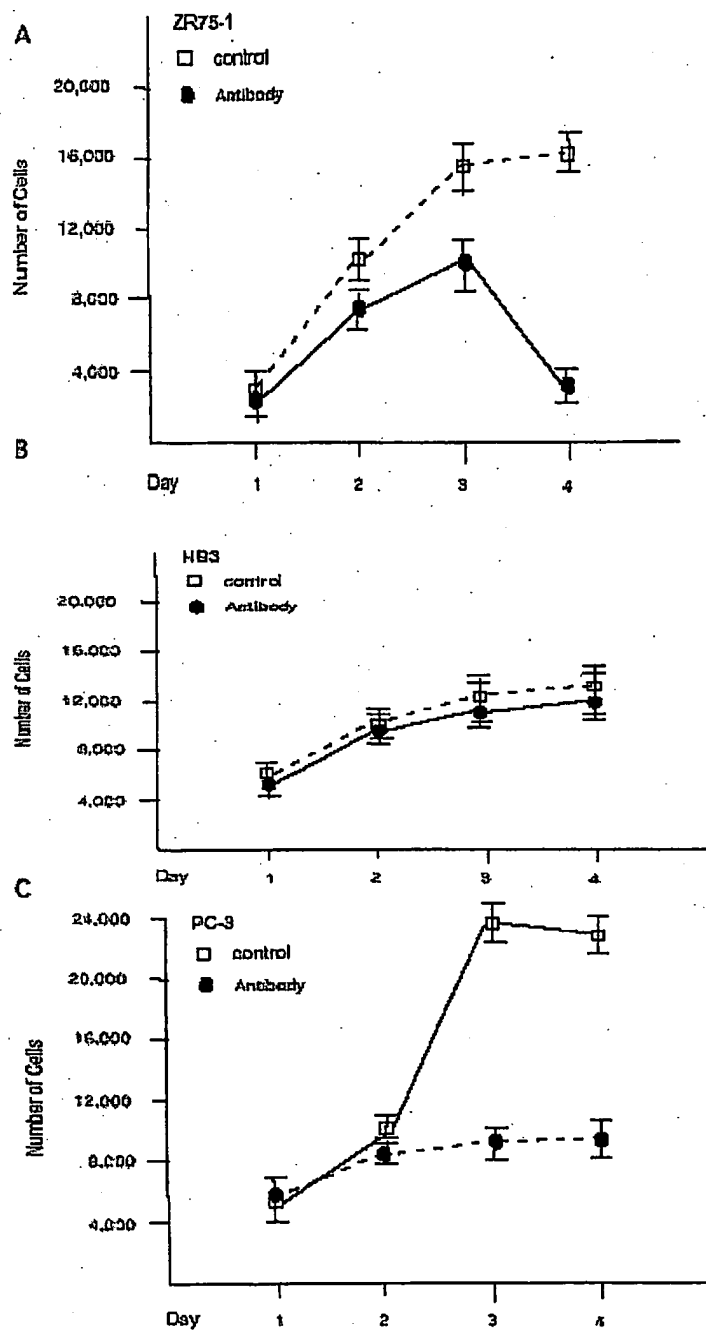 A
ZR75-1
control
Antibody
20,000
16,000
12,000
8,000
4,000
Number of Cells
Day 1 2 3 4
B
HB3
control
Antibody
20.000
16.000
12,000
8,000
4,000
Number of Cells
Day 1 2 3 4
C
PC-3
control
Antibody
24,000
20,000
16,000
12,000
8,000
4,000
Number of Cells
Day 1 2 3 4